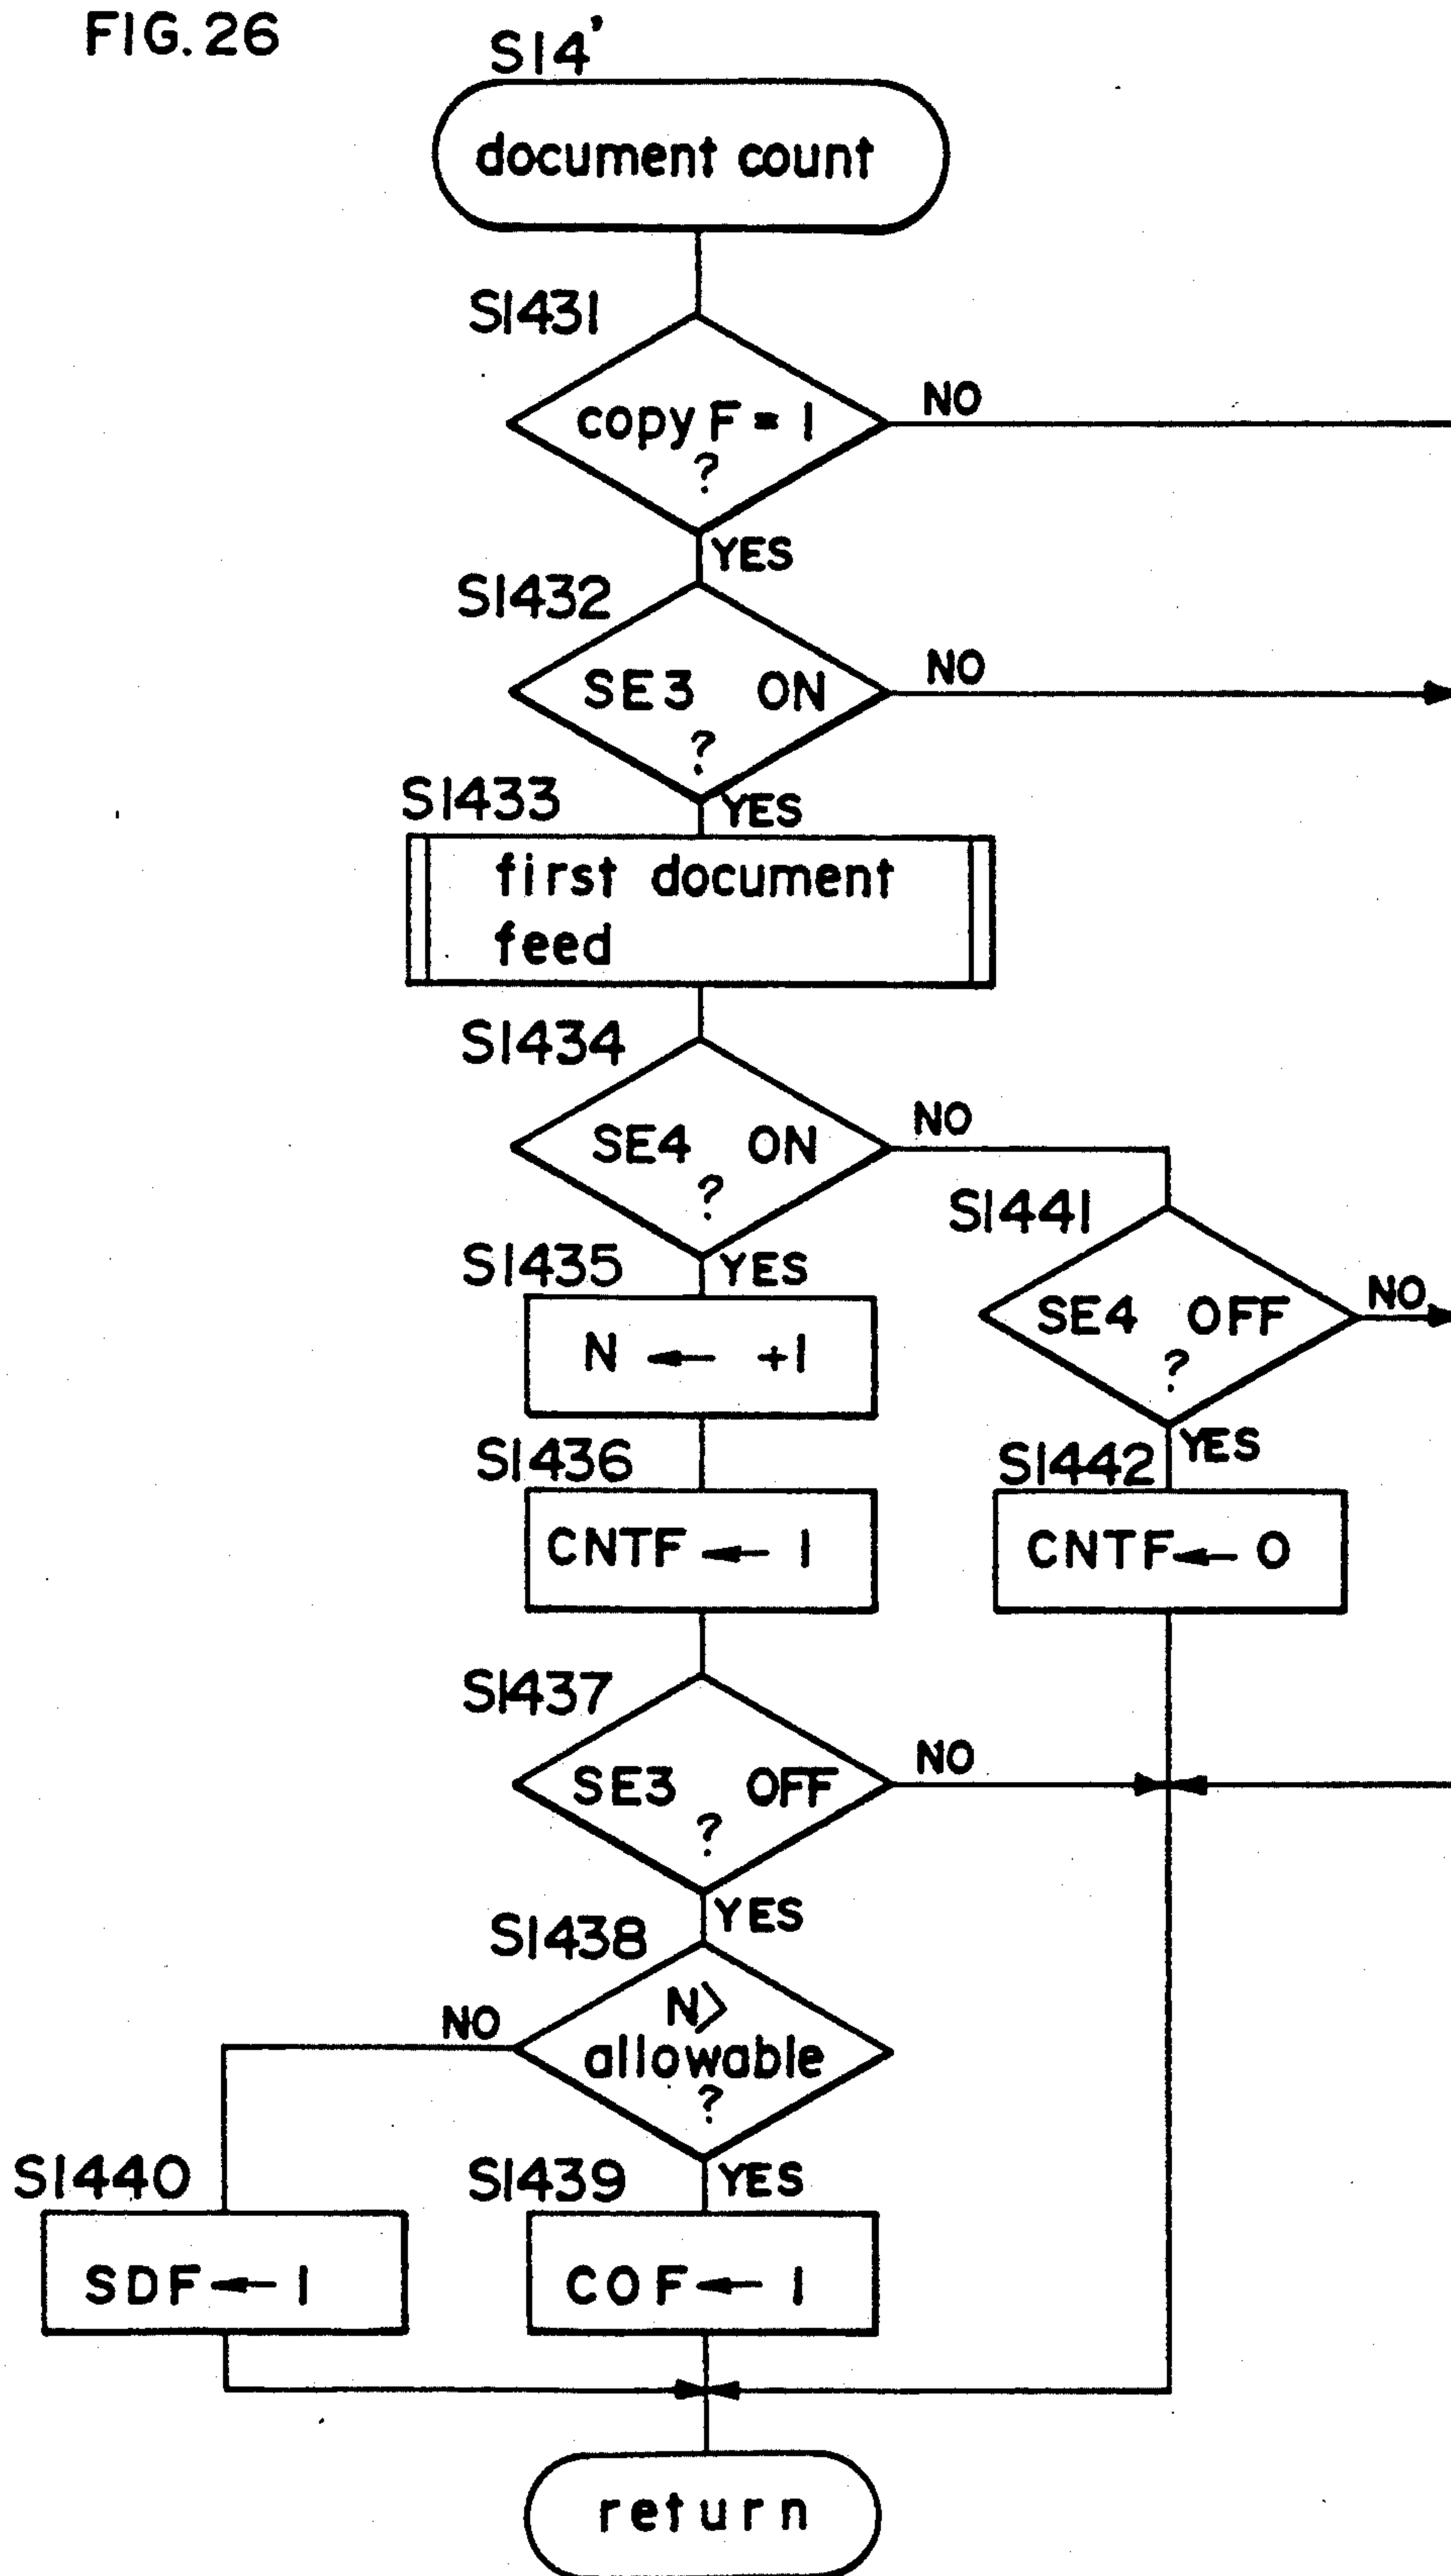 FIG. 26
S14'
document count
S1431
copy F = 1
?
NO
YES
S1432
SE3 ON
?
NO
YES
S1433
first document
feed
S1434
SE4 ON
?
NO
YES
S1441
SE4 OFF
?
NO
YES
S1435
N ← +1
S1436
CNTF ← 1
S1442
CNTF ← 0
S1437
SE3 OFF
?
NO
YES
S1438
N>
allowable
?
NO
YES
S1440
SDF ← 1
S1439
COF ← 1
return